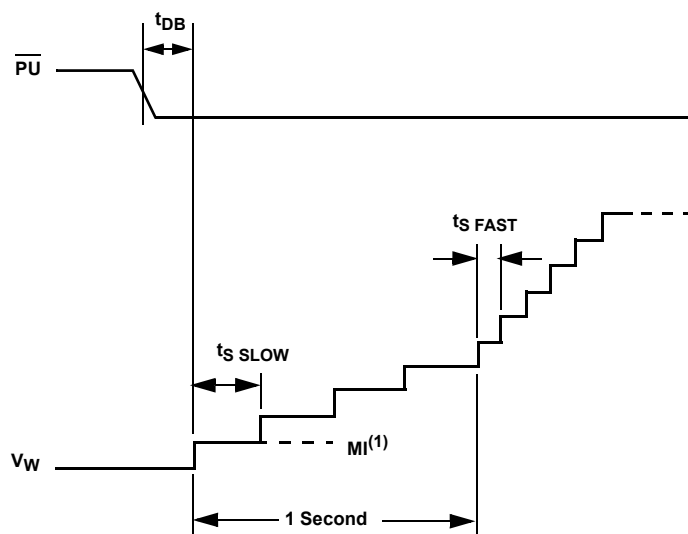 tDB
PU
tS FAST
tS SLOW
MI(1)
VW
1 Second